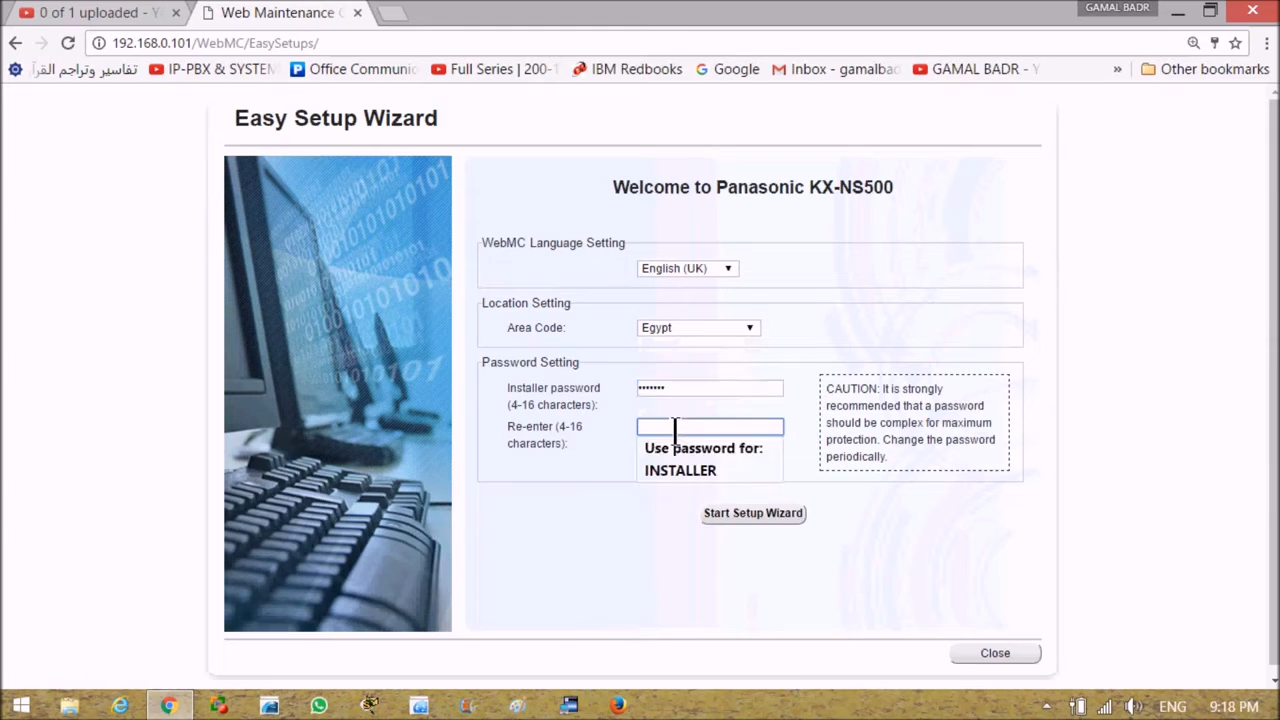 0 of 1 uploaded - Y
Web Maintenance C
GAMAL BADR
192.168.0.101/WebMC/EasySetups/
تفاسير وتراجم القرآ
IP-PBX & SYSTEM
Office Communic
Full Series | 200-1
IBM Redbooks
Google
Inbox - gamalbad
GAMAL BADR - Y
»
Other bookmarks
Easy Setup Wizard
Welcome to Panasonic KX-NS500
WebMC Language Setting
English (UK)
Location Setting
Area Code:
Egypt
Password Setting
Installer password
(4-16 characters):
•••••••
Re-enter (4-16
characters):
Use password for:
INSTALLER
CAUTION: It is strongly
recommended that a password
should be complex for maximum
protection. Change the password
periodically.
Start Setup Wizard
Close
ENG
9:18 PM